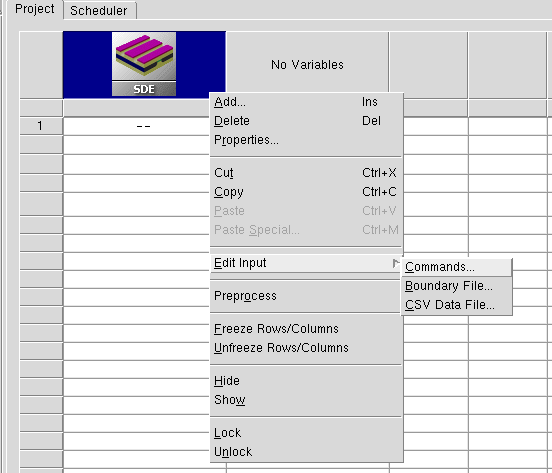 Project Scheduler
SDE
No Variables
1
--
Add... Ins
Delete Del
Properties...
Cut Ctrl+X
Copy Ctrl+C
Paste Ctrl+V
Paste Special... Ctrl+M
Edit Input
Commands...
Boundary File...
CSV Data File...
Preprocess
Freeze Rows/Columns
Unfreeze Rows/Columns
Hide
Show
Lock
Unlock